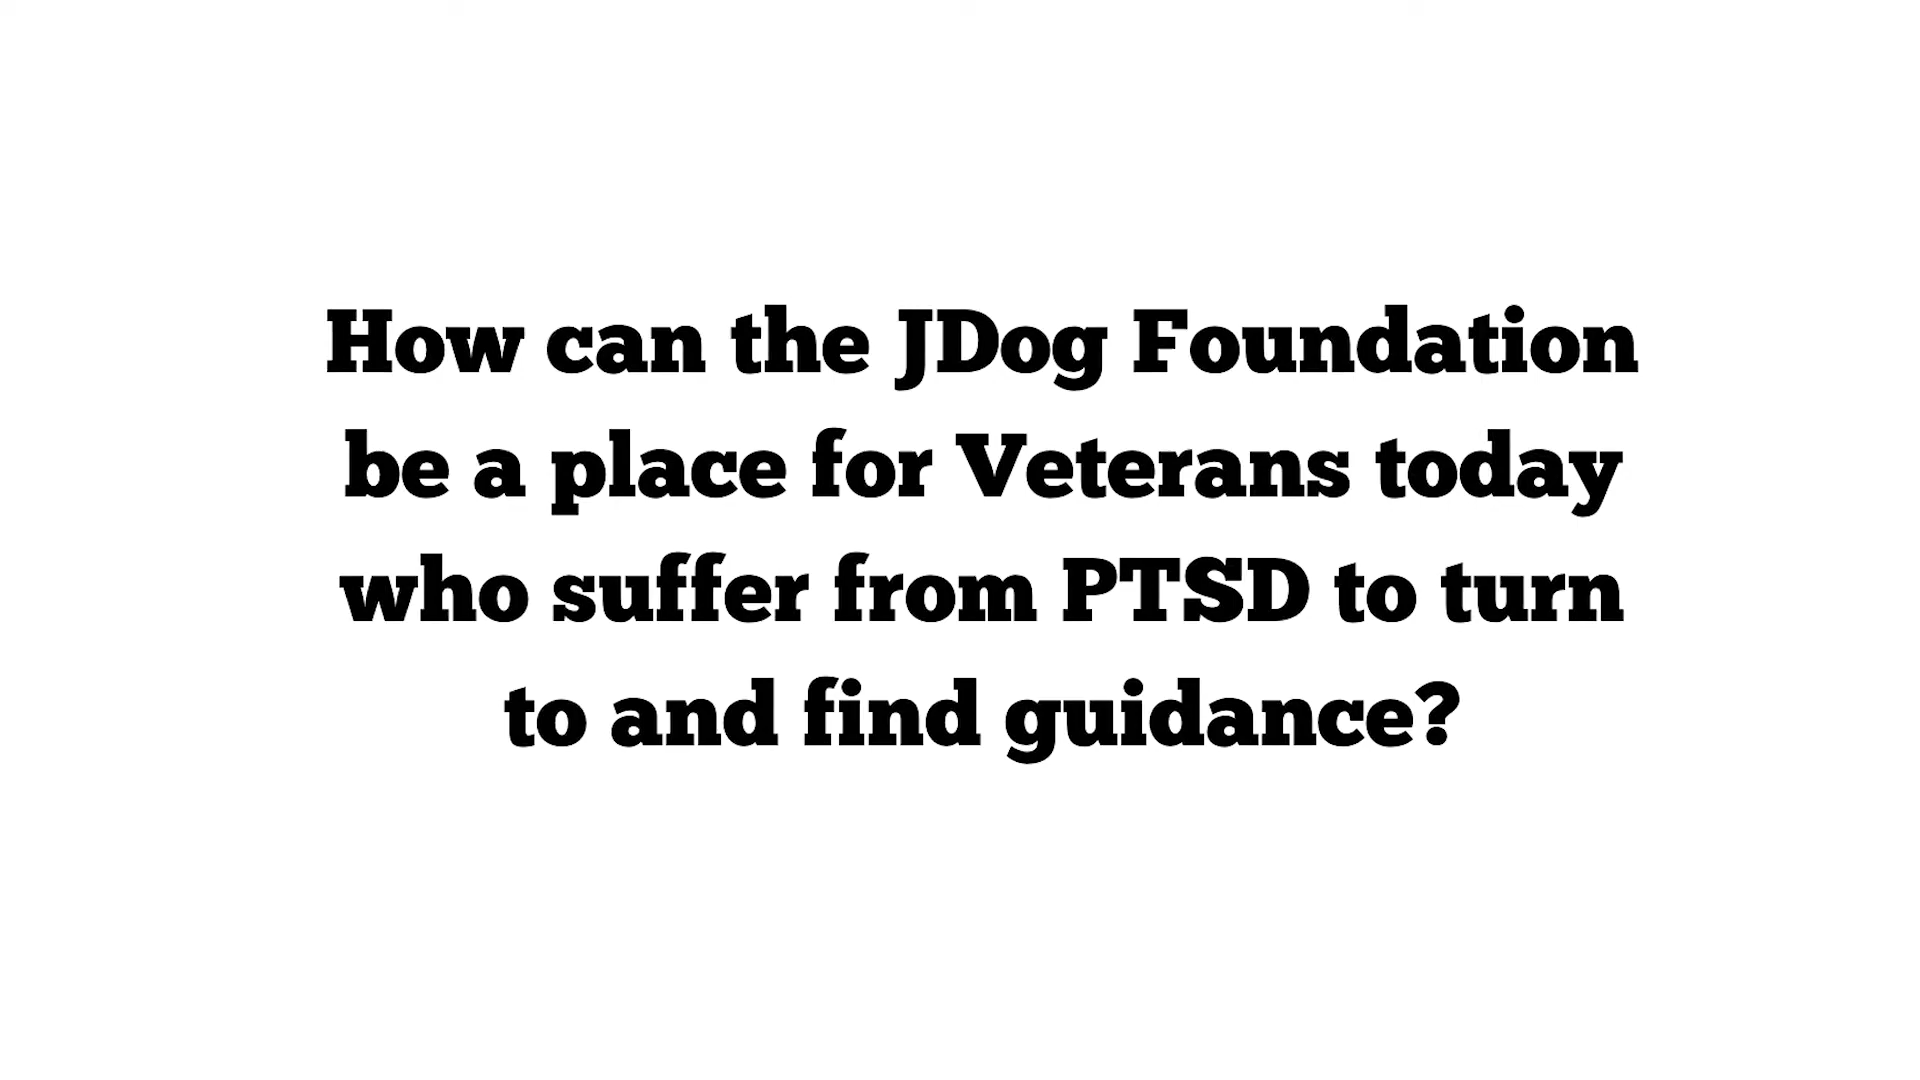 How can the JDog Foundation
be a place for Veterans today
who suffer from PTSD to turn
to and find guidance?